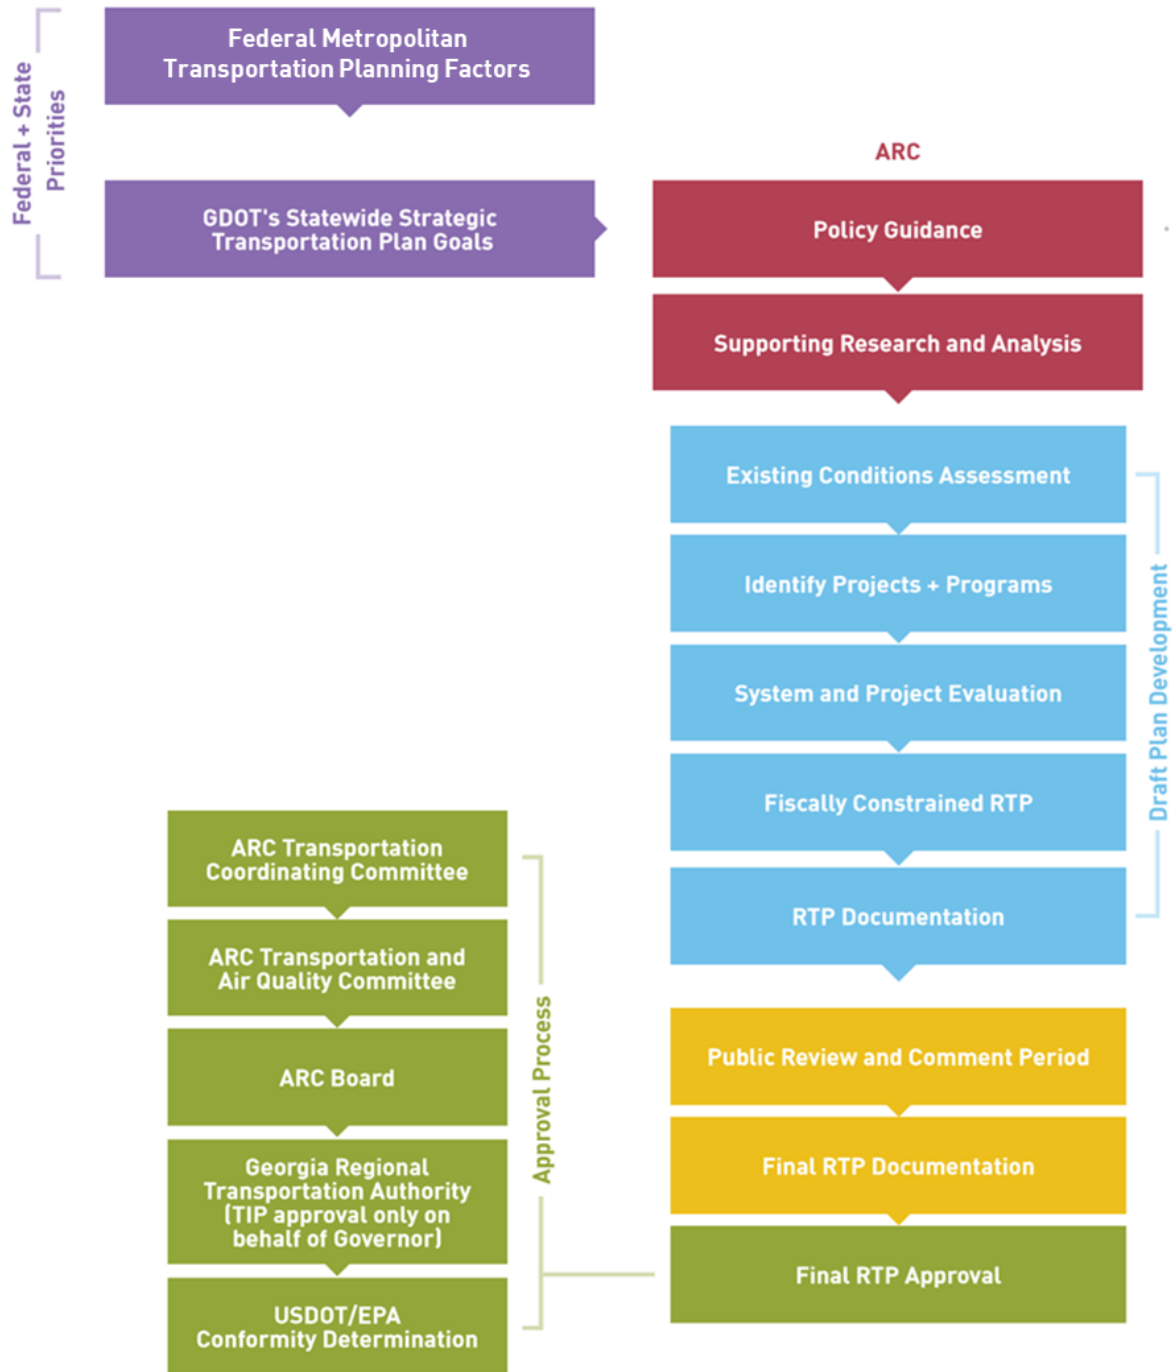 Federal + State
Priorities
Federal Metropolitan
Transportation Planning Factors
GDOT's Statewide Strategic
Transportation Plan Goals
ARC
Policy Guidance
Supporting Research and Analysis
Existing Conditions Assessment
Identify Projects + Programs
System and Project Evaluation
Fiscally Constrained RTP
RTP Documentation
Draft Plan Development
Public Review and Comment Period
Final RTP Documentation
Final RTP Approval
Approval Process
ARC Transportation
Coordinating Committee
ARC Transportation and
Air Quality Committee
ARC Board
Georgia Regional
Transportation Authority
(TIP approval only on
behalf of Governor)
USDOT/EPA
Conformity Determination